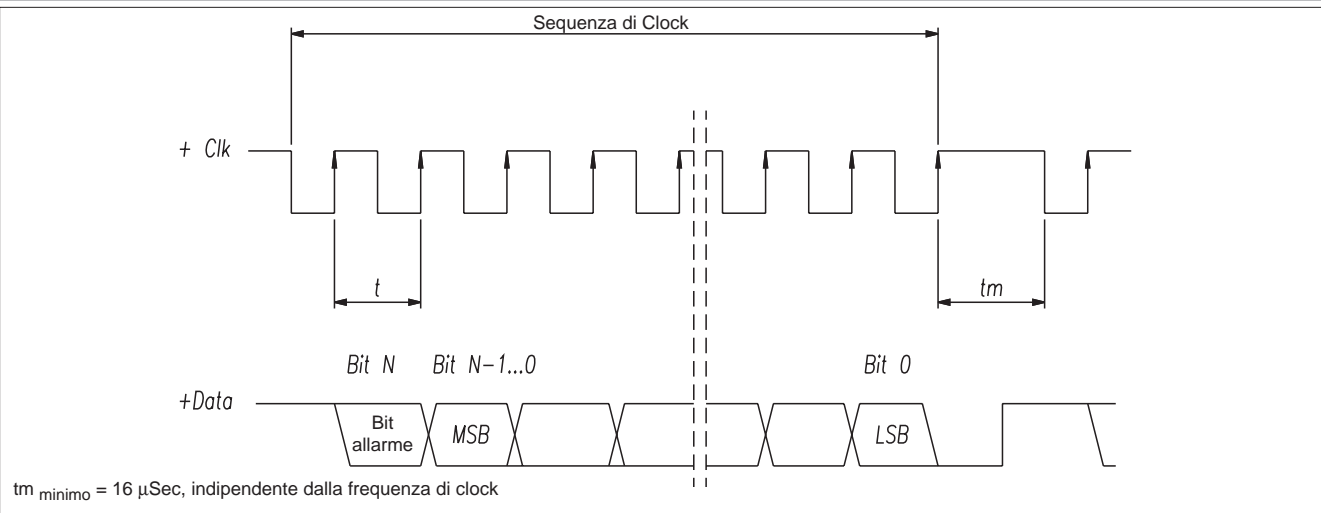 Sequenza di Clock
+ Clk
t
tm
Bit N
Bit N-1...0
Bit 0
+Data
Bit
allarme
MSB
LSB
tm minimo = 16 μSec, indipendente dalla frequenza di clock